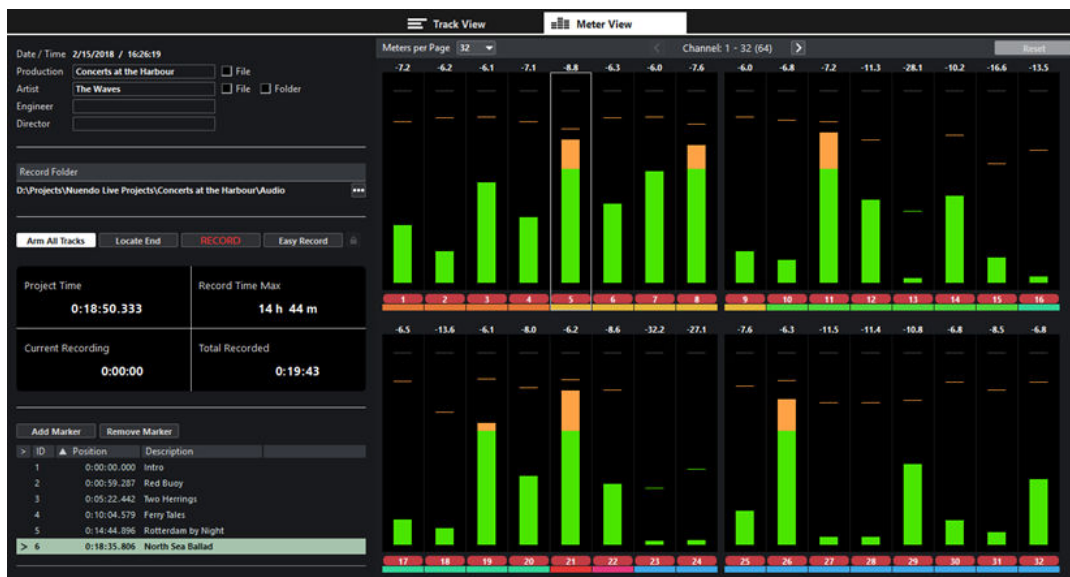 Track View
Meter View
Date / Time 2/15/2018 / 16:26:19
Production Concerts at the Harbour File
Artist The Waves File Folder
Engineer
Director
Record Folder
D:\Projects\Nuendo Live Projects\Concerts at the Harbour\Audio •••
Arm All Tracks Locate End RECORD Easy Record
Project Time Record Time Max
0:18:50.333 14 h 44 m
Current Recording Total Recorded
0:00:00 0:19:43
Add Marker Remove Marker
> ID ▲ Position Description
1 0:00:00.000 Intro
2 0:00:59.287 Red Buoy
3 0:05:22.442 Two Herrings
4 0:10:04.579 Ferry Tales
5 0:14:44.896 Rotterdam by Night
> 6 0:18:35.806 North Sea Ballad
Meters per Page 32 < Channel: 1 - 32 (64) > Reset
-7.2 -6.2 -6.1 -7.1 -8.8 -6.3 -6.0 -7.6 -6.0 -6.8 -7.2 -11.3 -28.1 -10.2 -16.6 -13.5
1 2 3 4 5 6 7 8 9 10 11 12 13 14 15 16
-6.5 -13.6 -6.1 -8.0 -6.2 -8.6 -32.2 -27.1 -7.6 -6.3 -11.5 -11.4 -10.8 -6.8 -8.5 -6.8
17 18 19 20 21 22 23 24 25 26 27 28 29 30 31 32